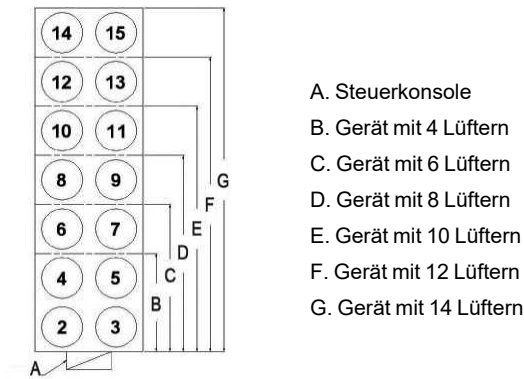 14 15
12 13
10 11
8 9
G
F
6 7
E
D
4 5
C
B
2 3
A
A. Steuerkonsole
B. Gerät mit 4 Lüftern
C. Gerät mit 6 Lüftern
D. Gerät mit 8 Lüftern
E. Gerät mit 10 Lüftern
F. Gerät mit 12 Lüftern
G. Gerät mit 14 Lüftern